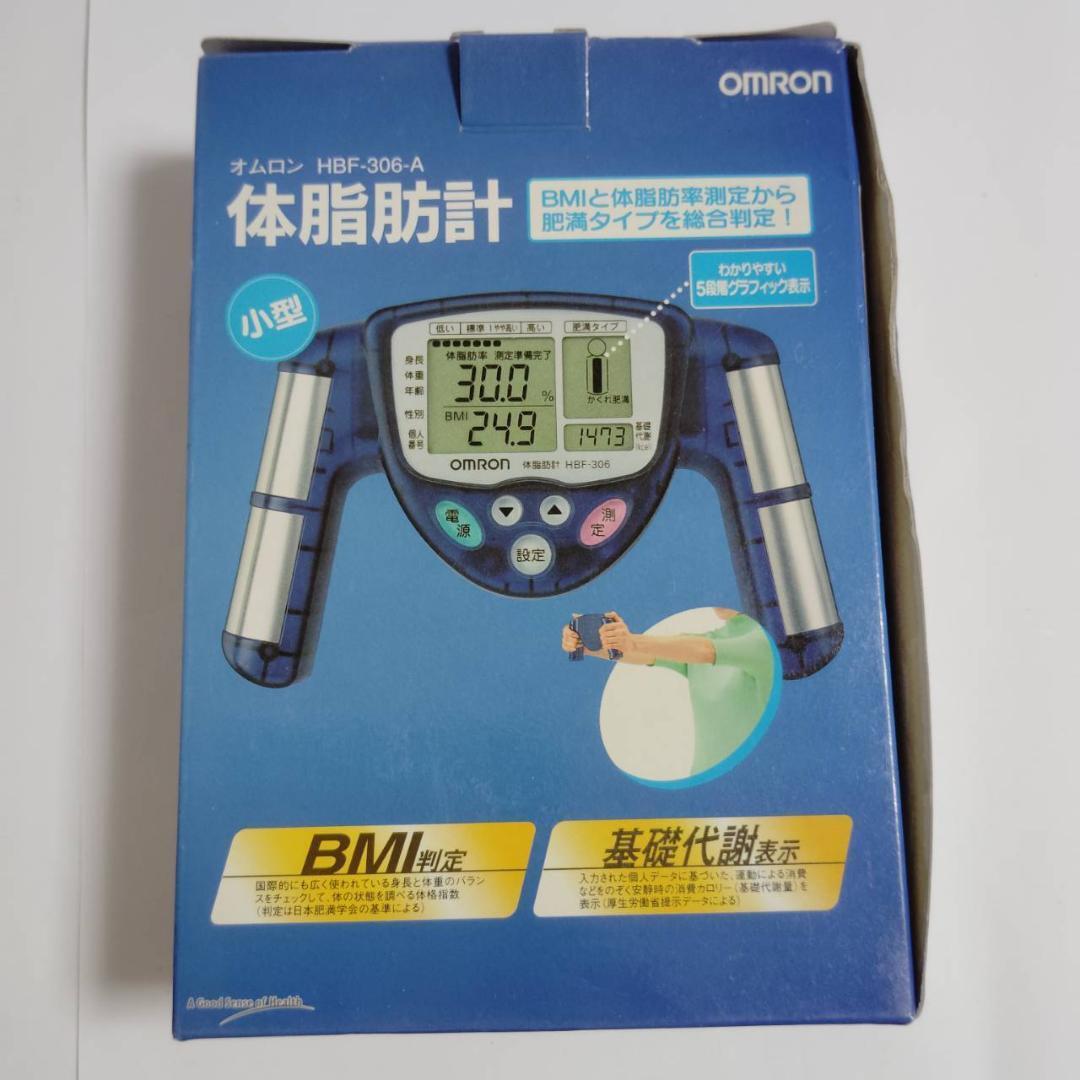 OMRON
オムロン HBF-306-A
体脂肪計
BMIと体脂肪率測定から
肥満タイプを総合判定！
わかりやすい
5段階グラフィック表示
小型
低い 標準 やや高い 高い
肥満タイプ
身長
体重
年齢
性別
個人
番号
体脂肪率 測定準備完了
30.0 %
BMI 24.9
かくれ肥満
1473
基礎
代謝
(kcal)
OMRON 体脂肪計 HBF-306
電源
▼
▲
測定
設定
BMI判定
国際的にも広く使われている身長と体重のバラン
スをチェックして、体の状態を調べる体格指数
(判定は日本肥満学会の基準による)
基礎代謝表示
入力された個人データに基づいた、運動による消費
などをのぞく安静時の消費カロリー(基礎代謝量)を
表示(厚生労働省提示データによる)
A Good Sense of Health